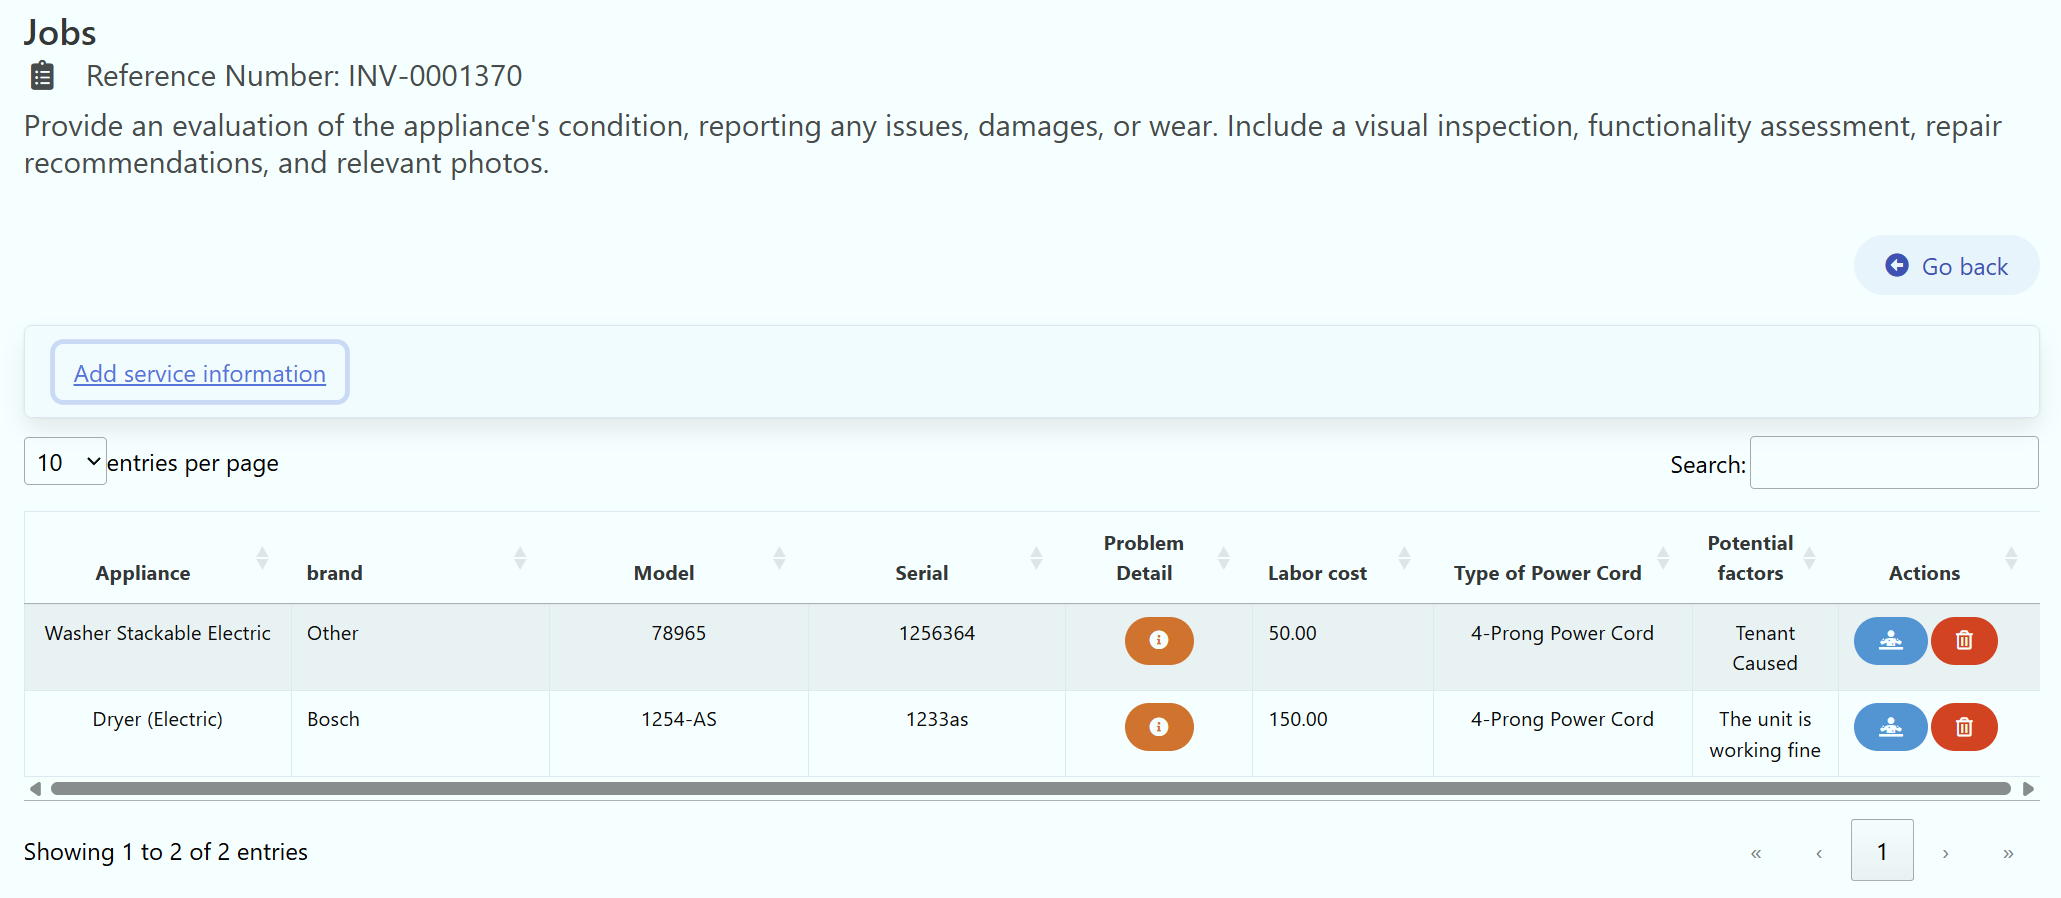 Jobs
Reference Number: INV-0001370
Provide an evaluation of the appliance's condition, reporting any issues, damages, or wear. Include a visual inspection, functionality assessment, repair
recommendations, and relevant photos.
Go back
Add service information
10 entries per page
Search:
Appliance brand Model Serial Problem Detail Labor cost Type of Power Cord Potential factors Actions
Washer Stackable Electric Other 78965 1256364 50.00 4-Prong Power Cord Tenant Caused
Dryer (Electric) Bosch 1254-AS 1233as 150.00 4-Prong Power Cord The unit is working fine
Showing 1 to 2 of 2 entries
« ‹ 1 › »